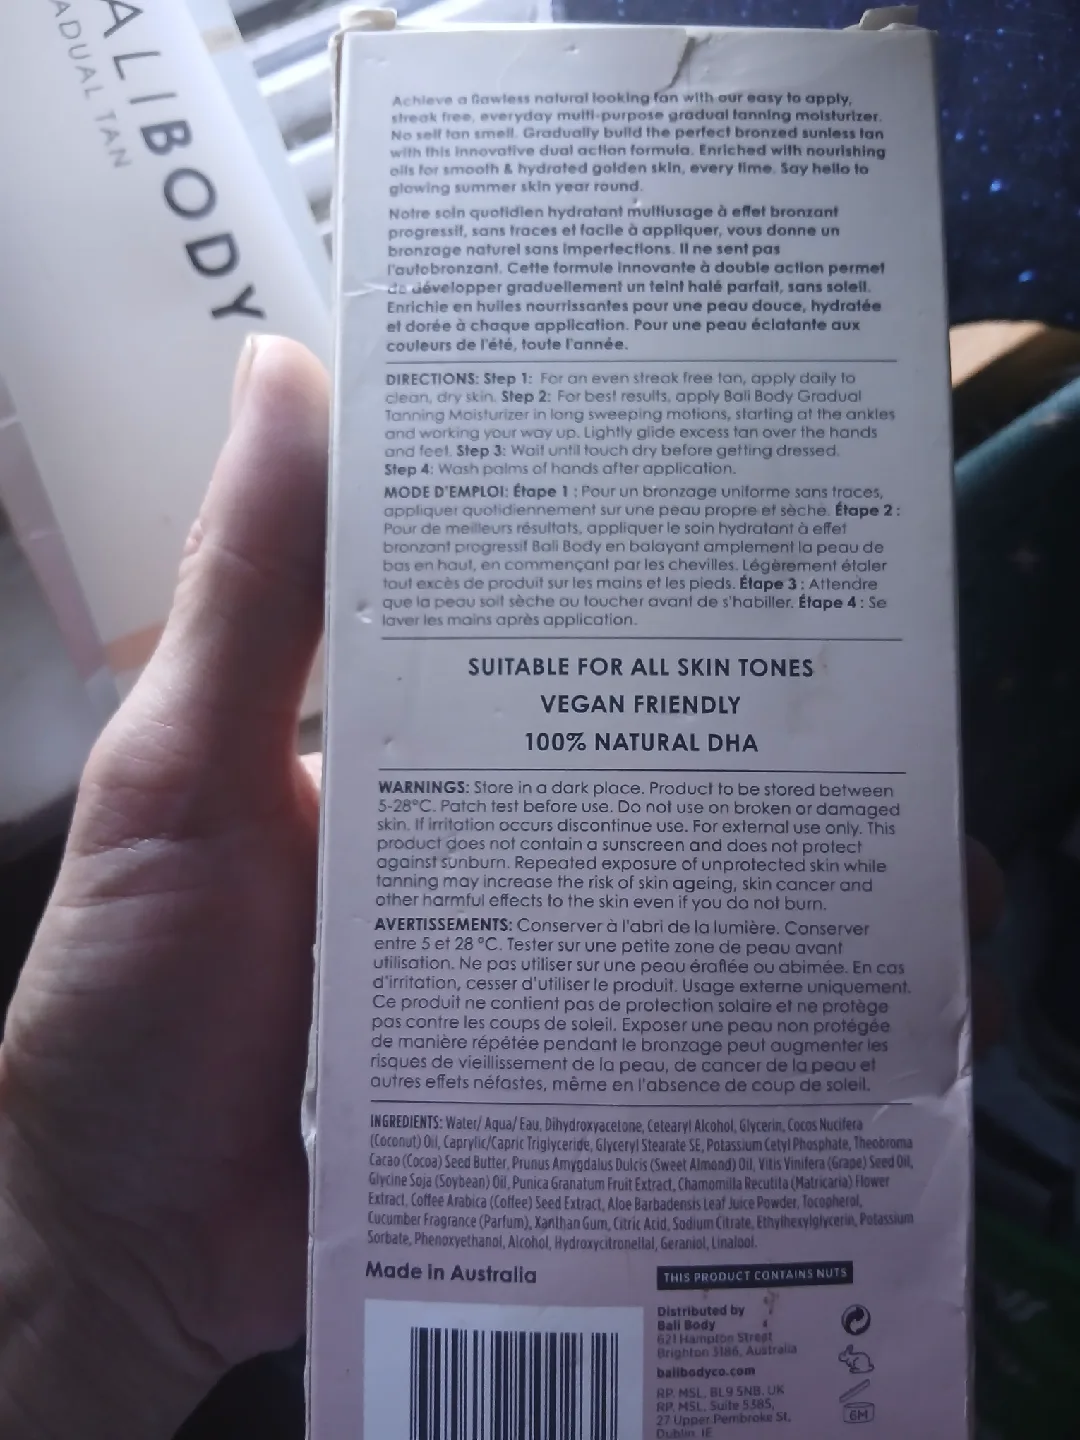 ALIBODY
ADUAL TAN
Achieve a flawless natural looking tan with our easy to apply,
streak free, everyday multi-purpose gradual tanning moisturizer.
No self tan smell. Gradually build the perfect bronzed sunless tan
with this innovative dual action formula. Enriched with nourishing
oils for smooth & hydrated golden skin, every time. Say hello to
glowing summer skin year round.
Notre soin quotidien hydratant multiusage à effet bronzant
progressif, sans traces et facile à appliquer, vous donne un
bronzage naturel sans imperfections. Il ne sent pas
l'autobronzant. Cette formule innovante à double action permet
de développer graduellement un teint halé parfait, sans soleil.
Enrichie en huiles nourrissantes pour une peau douce, hydratée
et dorée à chaque application. Pour une peau éclatante aux
couleurs de l'été, toute l'année.
DIRECTIONS: Step 1: For an even streak free tan, apply daily to
clean, dry skin. Step 2: For best results, apply Bali Body Gradual
Tanning Moisturizer in long sweeping motions, starting at the ankles
and working your way up. Lightly glide excess tan over the hands
and feet. Step 3: Wait until touch dry before getting dressed.
Step 4: Wash palms of hands after application.
MODE D'EMPLOI: Étape 1 : Pour un bronzage uniforme sans traces,
appliquer quotidiennement sur une peau propre et sèche. Étape 2 :
Pour de meilleurs résultats, appliquer le soin hydratant à effet
bronzant progressif Bali Body en balayant amplement la peau de
bas en haut, en commençant par les chevilles. Légèrement étaler
tout excès de produit sur les mains et les pieds. Étape 3 : Attendre
que la peau soit sèche au toucher avant de s'habiller. Étape 4 : Se
laver les mains après application.
SUITABLE FOR ALL SKIN TONES
VEGAN FRIENDLY
100% NATURAL DHA
WARNINGS: Store in a dark place. Product to be stored between
5-28°C. Patch test before use. Do not use on broken or damaged
skin. If irritation occurs discontinue use. For external use only. This
product does not contain a sunscreen and does not protect
against sunburn. Repeated exposure of unprotected skin while
tanning may increase the risk of skin ageing, skin cancer and
other harmful effects to the skin even if you do not burn.
AVERTISSEMENTS: Conserver à l'abri de la lumière. Conserver
entre 5 et 28 °C. Tester sur une petite zone de peau avant
utilisation. Ne pas utiliser sur une peau éraflée ou abimée. En cas
d'irritation, cesser d'utiliser le produit. Usage externe uniquement.
Ce produit ne contient pas de protection solaire et ne protège
pas contre les coups de soleil. Exposer une peau non protégée
de manière répétée pendant le bronzage peut augmenter les
risques de vieillissement de la peau, de cancer de la peau et
autres effets néfastes, même en l'absence de coup de soleil.
INGREDIENTS: Water/ Aqua/ Eau, Dihydroxyacetone, Cetearyl Alcohol, Glycerin, Cocos Nucifera
(Coconut) Oil, Caprylic/Capric Triglyceride, Glyceryl Stearate SE, Potassium Cetyl Phosphate, Theobroma
Cacao (Cocoa) Seed Butter, Prunus Amygdalus Dulcis (Sweet Almond) Oil, Vitis Vinifera (Grape) Seed Oil,
Glycine Soja (Soybean) Oil, Punica Granatum Fruit Extract, Chamomilla Recutita (Matricaria) Flower
Extract, Coffee Arabica (Coffee) Seed Extract, Aloe Barbadensis Leaf Juice Powder, Tocopherol,
Cucumber Fragrance (Parfum), Xanthan Gum, Citric Acid, Sodium Citrate, Ethylhexylglycerin, Potassium
Sorbate, Phenoxyethanol, Alcohol, Hydroxycitronellal, Geraniol, Linalool.
Made in Australia
THIS PRODUCT CONTAINS NUTS
Distributed by
Bali Body
621 Hampton Street
Brighton 3186, Australia
balibodyco.com
RP. MSL, BL9 5NB, UK
RP. MSL, Suite 5385,
27 Upper Pembroke St,
Dublin, IE
6M